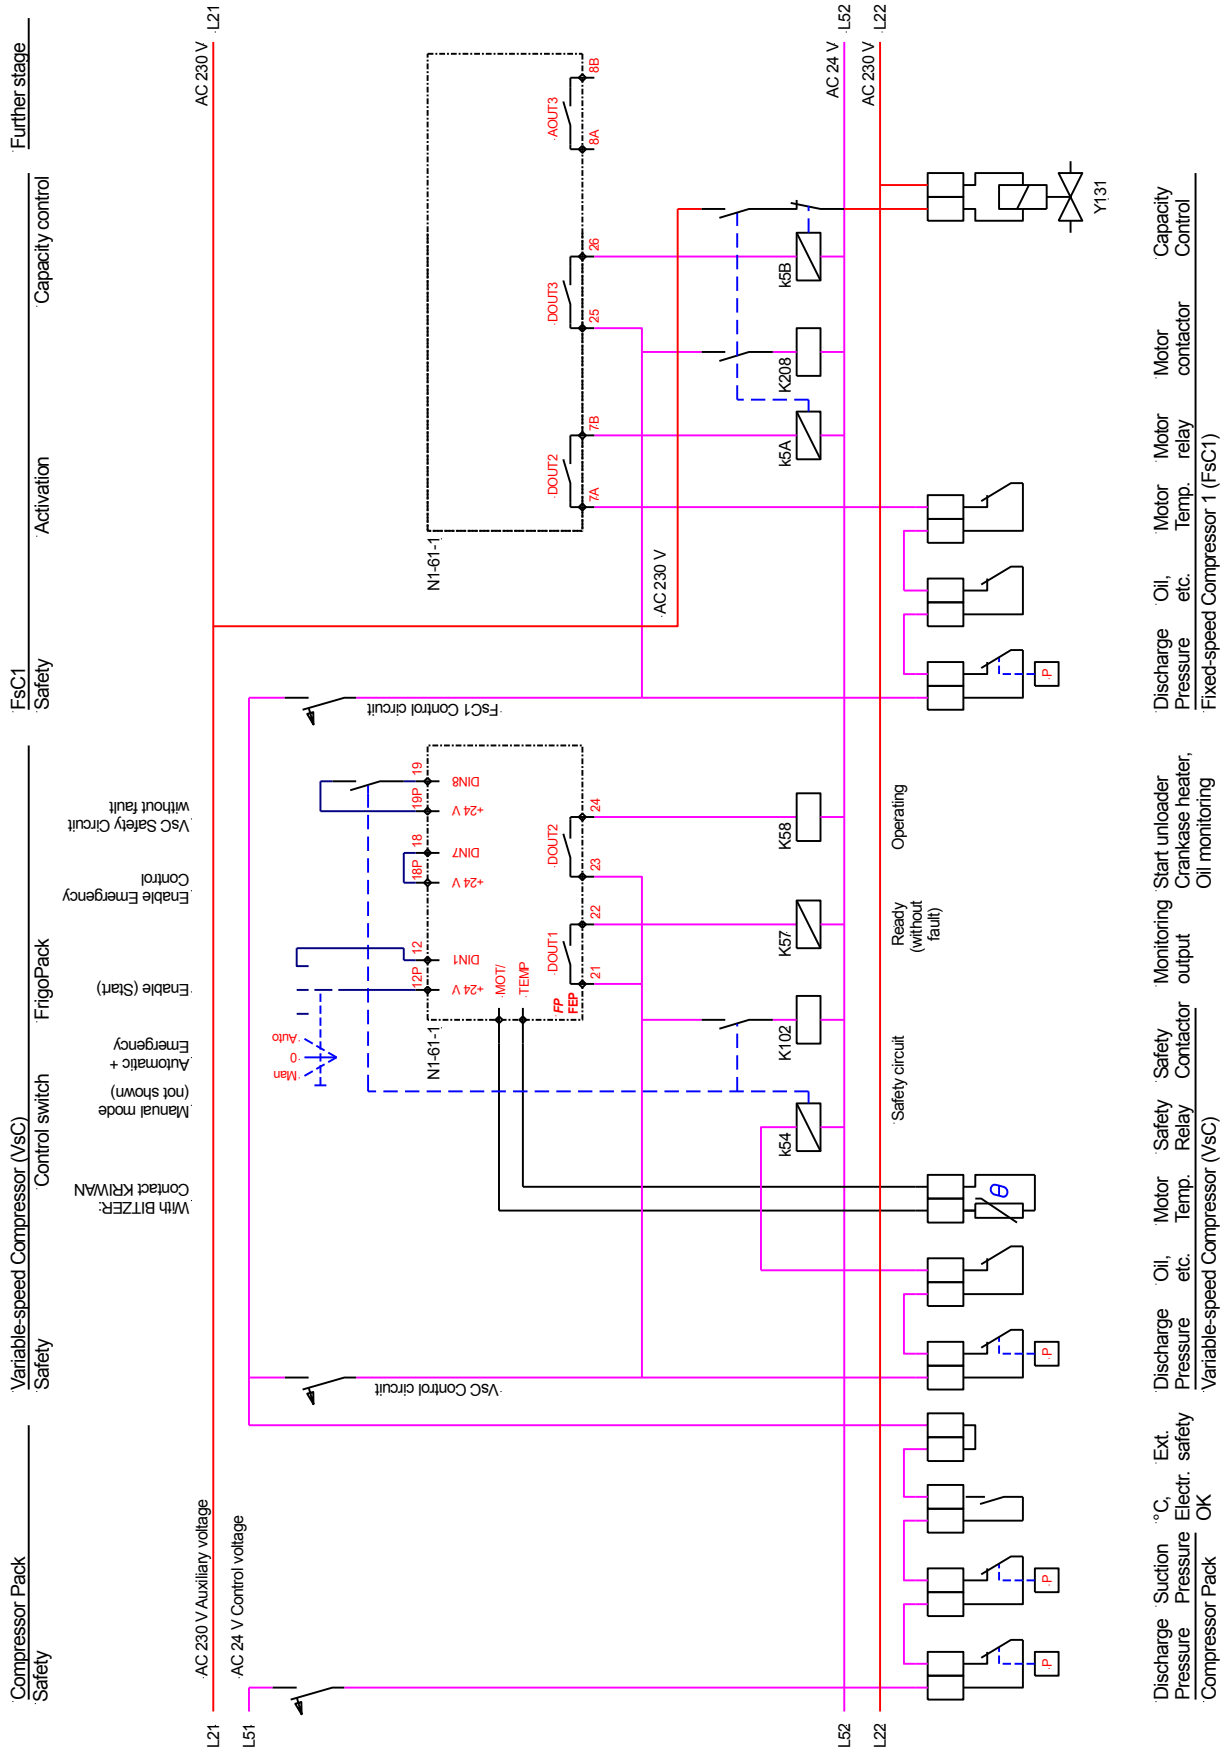 Compressor Pack
Safety
Variable-speed Compressor (VsC)
Safety
Control switch
FrigoPack
FsC1
Safety
Activation
Capacity control
Further stage
With BITZER:
Contact KRIWAN
Manual mode
(not shown)
Automatic +
Emergency
Enable (Start)
Enable Emergency
Control
VsC Safety Circuit
without fault
L21
AC 230 V Auxiliary voltage
AC 230 V
L21
L51
AC 24 V Control voltage
Man
0
Auto
12P
12
18P
18
19P
19
+24 V
DIN1
+24 V
DIN7
+24 V
DIN8
VsC Control circuit
FsC1 Control circuit
N1-61-1
MOT/
TEMP
FP
FEP
DOUT1
DOUT2
21
22
23
24
N1-61-1
DOUT2
DOUT3
AOUT3
7A
7B
25
26
8A
8B
AC 230 V
k54
K102
K57
K58
k5A
K208
k5B
L52
AC 24 V
L52
L22
AC 230 V
L22
Safety circuit
Ready
(without
fault)
Operating
P
P
P
θ
P
Y131
Discharge
Pressure
Suction
Pressure
°C,
Electr.
OK
Ext.
safety
Compressor Pack
Discharge
Pressure
Oil,
etc.
Motor
Temp.
Safety
Relay
Safety
Contactor
Monitoring
output
Start unloader
Crankase heater,
Oil monitoring
Variable-speed Compressor (VsC)
Discharge
Pressure
Oil,
etc.
Motor
Temp.
Motor
relay
Motor
contactor
Capacity
Control
Fixed-speed Compressor 1 (FsC1)